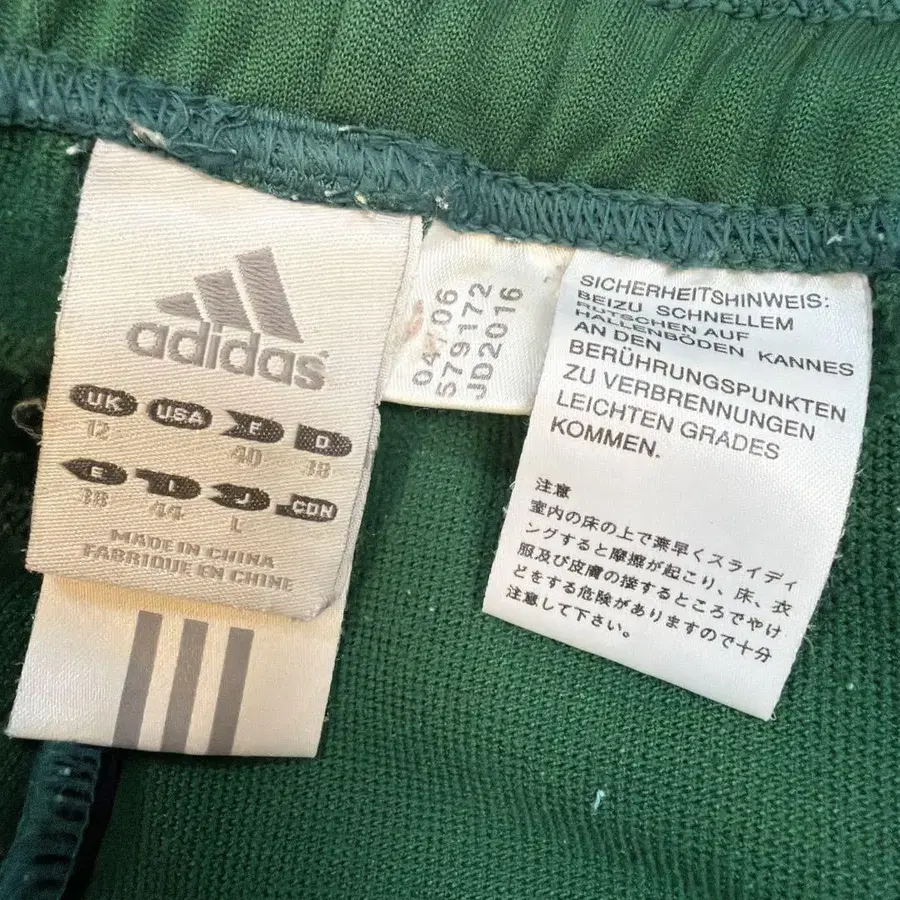 adidas
UK USA F D
12 40 38
E I J CDN
38 44 L
MADE IN CHINA
FABRIQUE EN CHINE
04/06
579172
JD2016
SICHERHEITSHINWEIS:
BEIZU SCHNELLEM
RUTSCHEN AUF
HALLENBÖDEN KANNES
AN DEN
BERÜHRUNGSPUNKTEN
ZU VERBRENNUNGEN
LEICHTEN GRADES
KOMMEN.
注意
室内の床の上で素早くスライディ
ングすると摩擦が起こり、床、衣
服及び皮膚の接するところでやけ
どをする危険がありますので十分
注意して下さい。